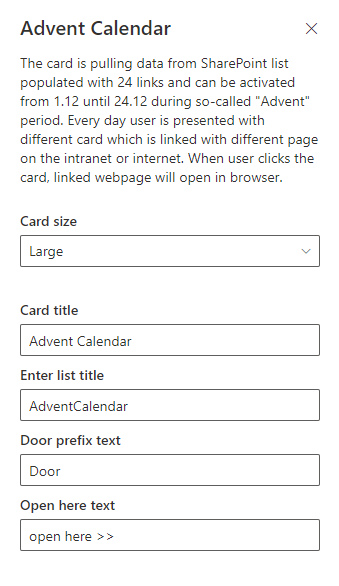 Advent Calendar
The card is pulling data from SharePoint list
populated with 24 links and can be activated
from 1.12 until 24.12 during so-called "Advent"
period. Every day user is presented with
different card which is linked with different page
on the intranet or internet. When user clicks the
card, linked webpage will open in browser.
Card size
Large
Card title
Advent Calendar
Enter list title
AdventCalendar
Door prefix text
Door
Open here text
open here >>